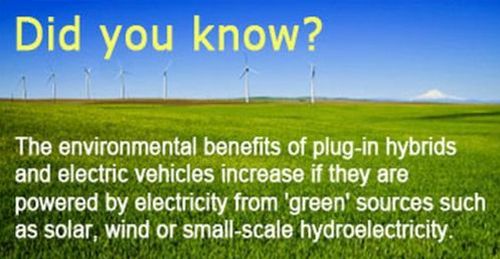 Did you know?
The environmental benefits of plug-in hybrids
and electric vehicles increase if they are
powered by electricity from 'green' sources such
as solar, wind or small-scale hydroelectricity.